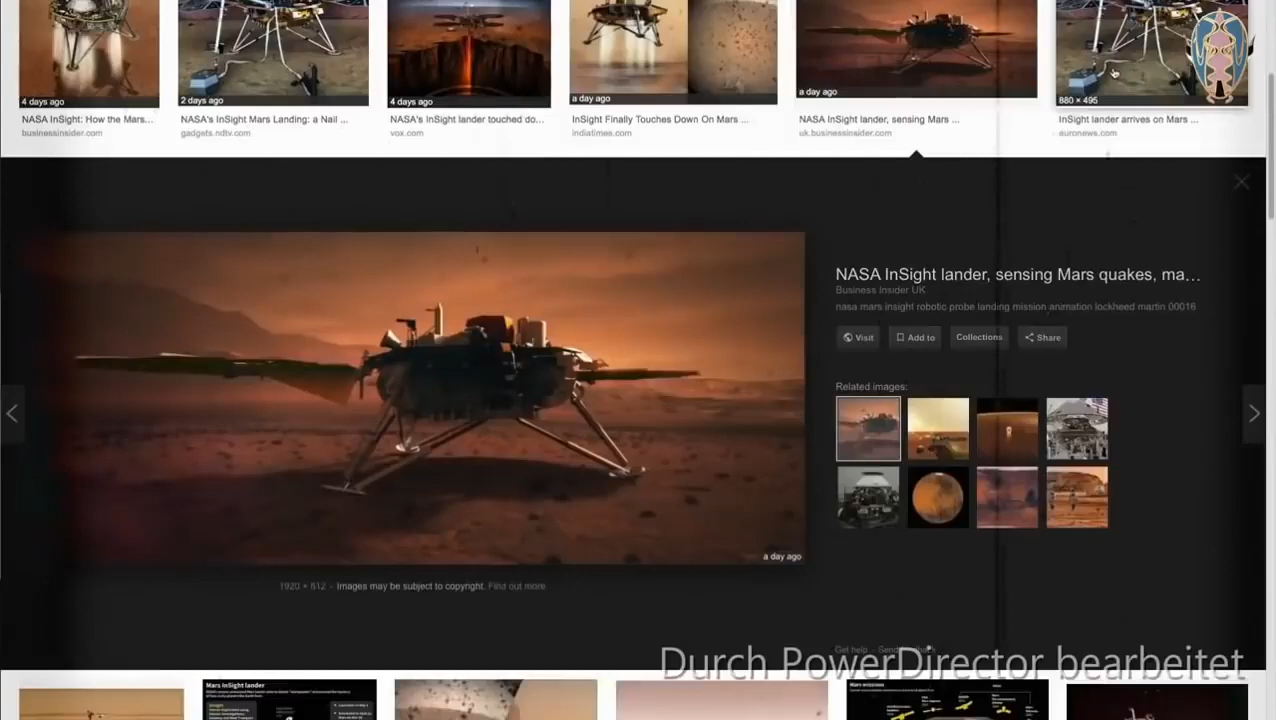 4 days ago
2 days ago
4 days ago
a day ago
a day ago
880 × 495
NASA InSight: How the Mars...
businessinsider.com
NASA's InSight Mars Landing: a Nail ...
gadgets.ndtv.com
NASA's InSight lander touched do...
vox.com
InSight Finally Touches Down On Mars ...
indiatimes.com
NASA InSight lander, sensing Mars ...
uk.businessinsider.com
InSight lander arrives on Mars ...
euronews.com
NASA InSight lander, sensing Mars quakes, ma...
Business Insider UK
nasa mars insight robotic probe landing mission animation lockheed martin 00016
Visit
Add to
Collections
Share
Related images:
a day ago
1920 × 812 - Images may be subject to copyright. Find out more
Get help - Send
Durch PowerDirector bearbeitet
Mars InSight lander
Mars missions